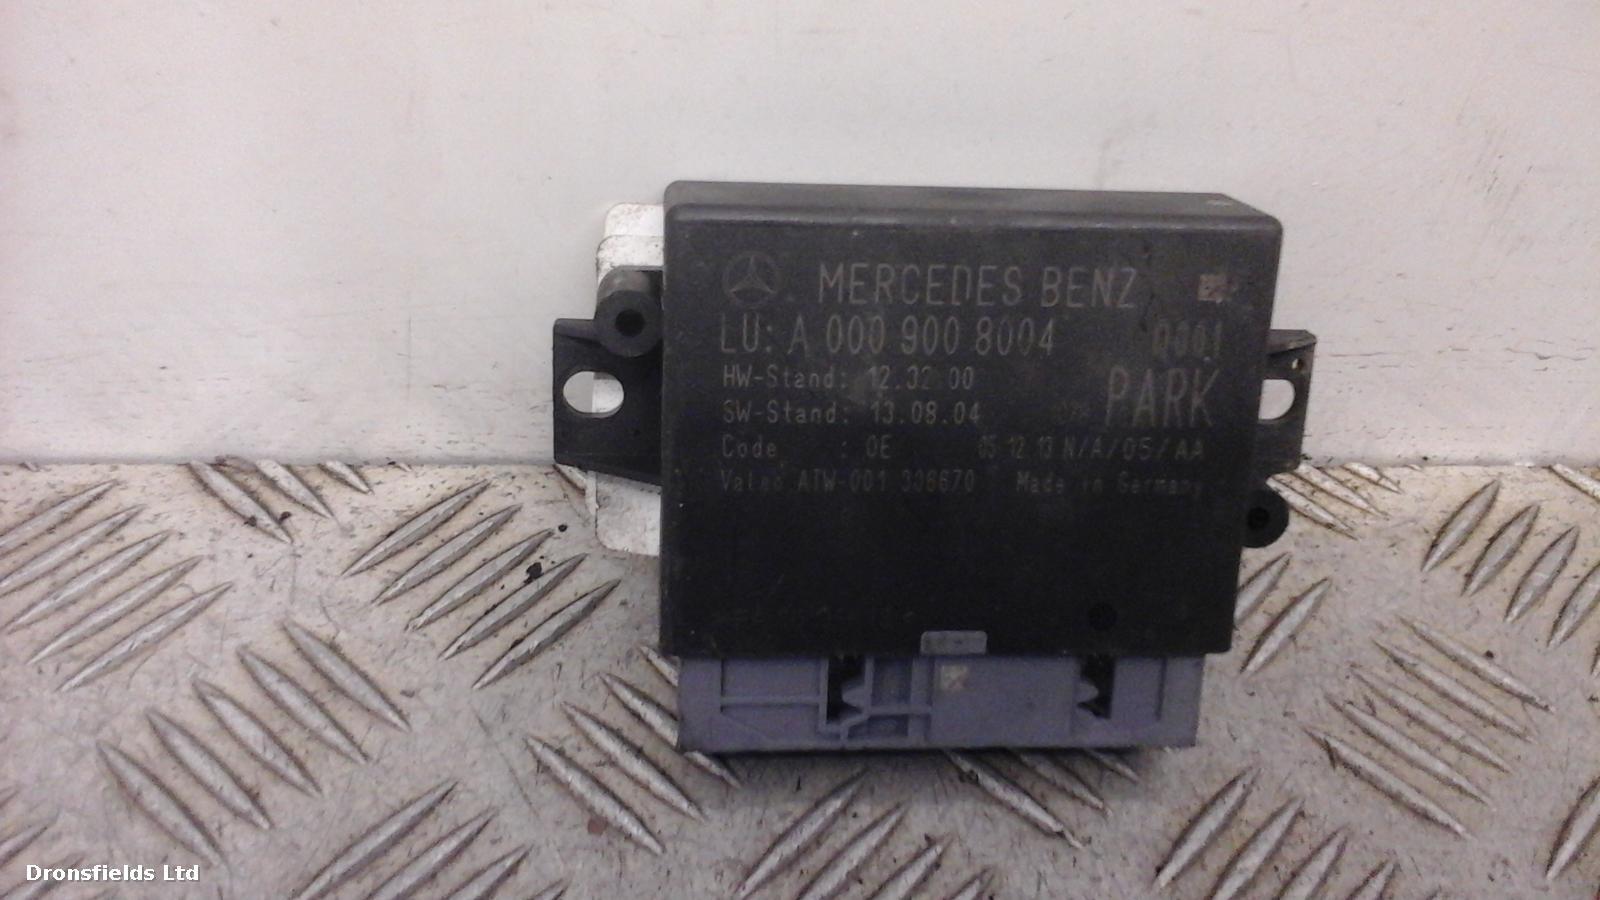 MERCEDES BENZ
LU: A 000 900 8004 0001
HW-Stand: 12.32.00 PARK
SW-Stand: 13.08.04
Code : 0E 05 12 13 N/A/05/AA
Valeo ATW-001 306670 Made in Germany
Dronsfields Ltd